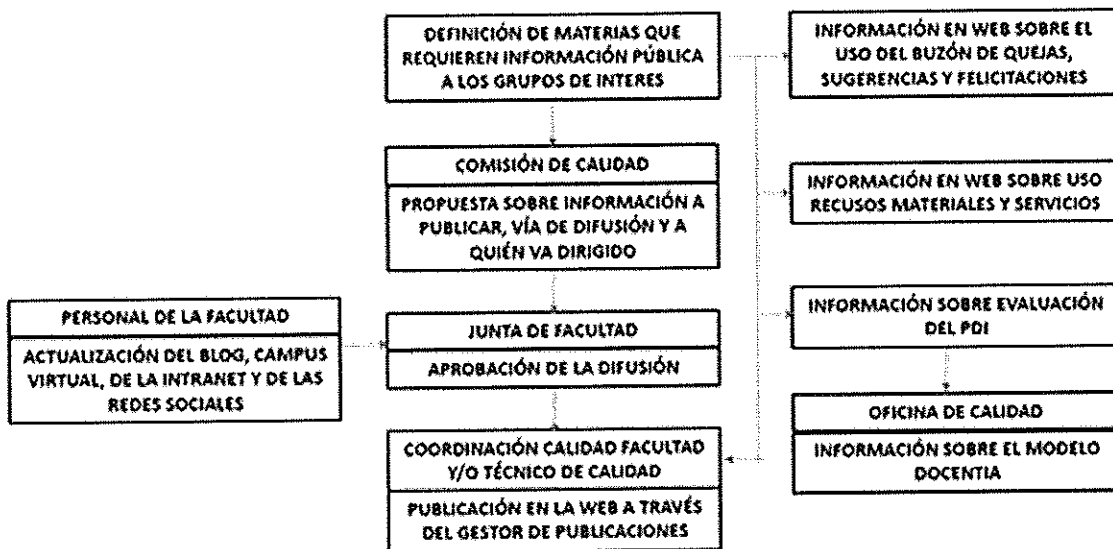 DEFINICIÓN DE MATERIAS QUE
REQUIEREN INFORMACIÓN PÚBLICA
A LOS GRUPOS DE INTERES
INFORMACIÓN EN WEB SOBRE EL
USO DEL BUZÓN DE QUEJAS,
SUGERENCIAS Y FELICITACIONES
COMISIÓN DE CALIDAD
PROPUESTA SOBRE INFORMACIÓN A
PUBLICAR, VÍA DE DIFUSIÓN Y A
QUIÉN VA DIRIGIDO
INFORMACIÓN EN WEB SOBRE USO
RECUSOS MATERIALES Y SERVICIOS
PERSONAL DE LA FACULTAD
ACTUALIZACIÓN DEL BLOG, CAMPUS
VIRTUAL, DE LA INTRANET Y DE LAS
REDES SOCIALES
JUNTA DE FACULTAD
APROBACIÓN DE LA DIFUSIÓN
INFORMACIÓN SOBRE EVALUACIÓN
DEL PDI
COORDINACIÓN CALIDAD FACULTAD
Y/O TÉCNICO DE CALIDAD
PUBLICACIÓN EN LA WEB A TRAVÉS
DEL GESTOR DE PUBLICACIONES
OFICINA DE CALIDAD
INFORMACIÓN SOBRE EL MODELO
DOCENTIA